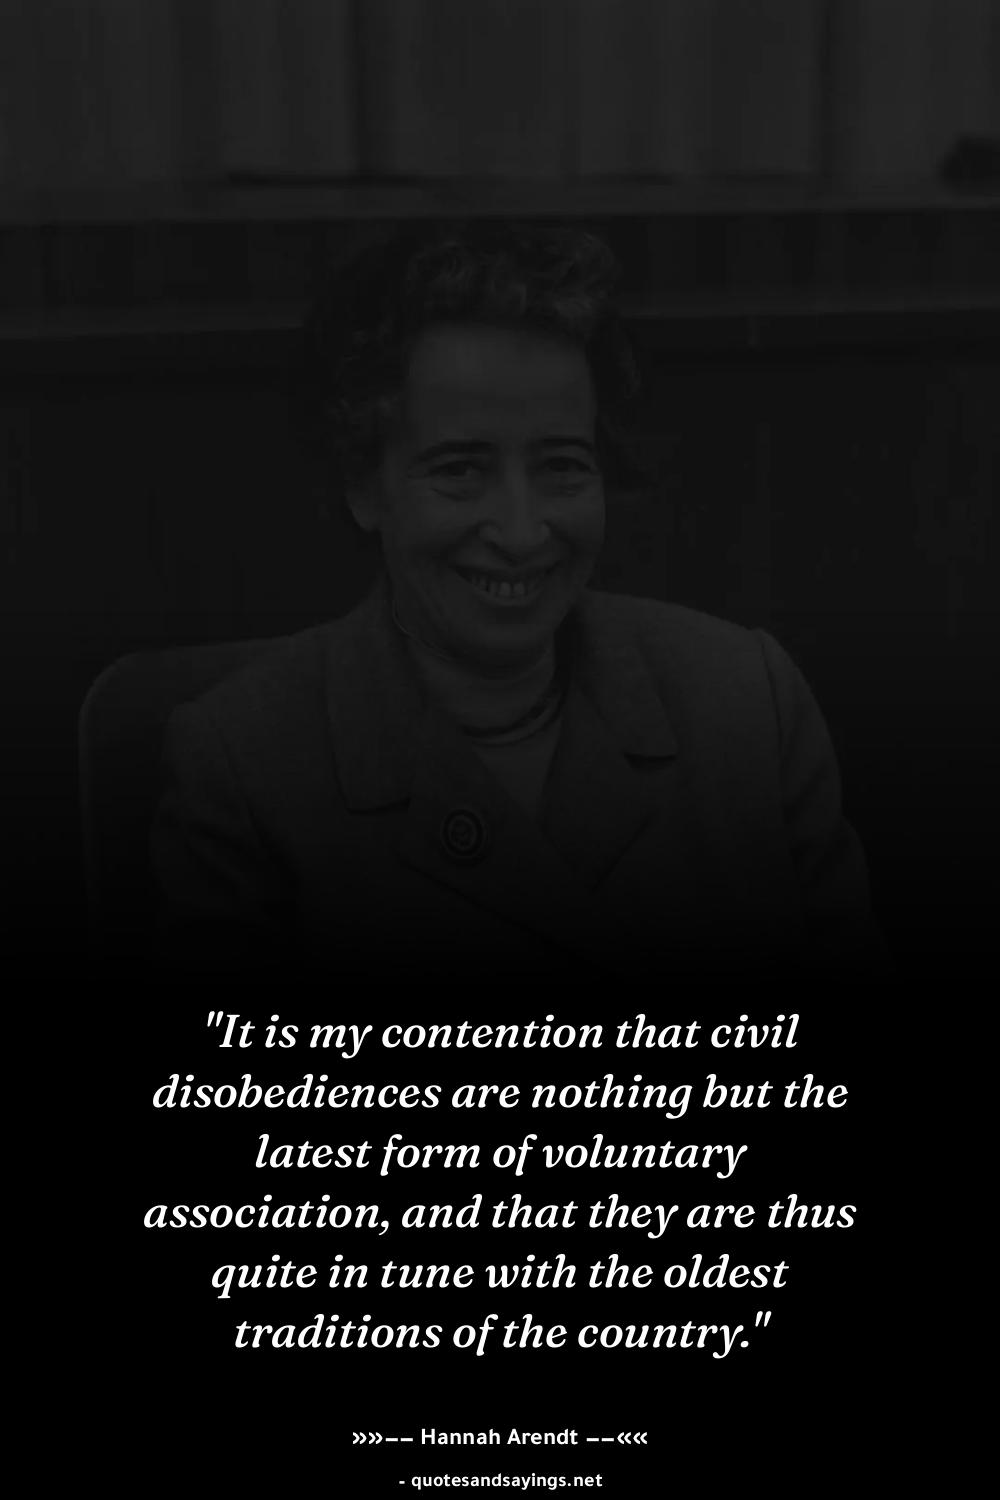 "It is my contention that civil
disobediences are nothing but the
latest form of voluntary
association, and that they are thus
quite in tune with the oldest
traditions of the country."
»»−− Hannah Arendt −−««
- quotesandsayings.net